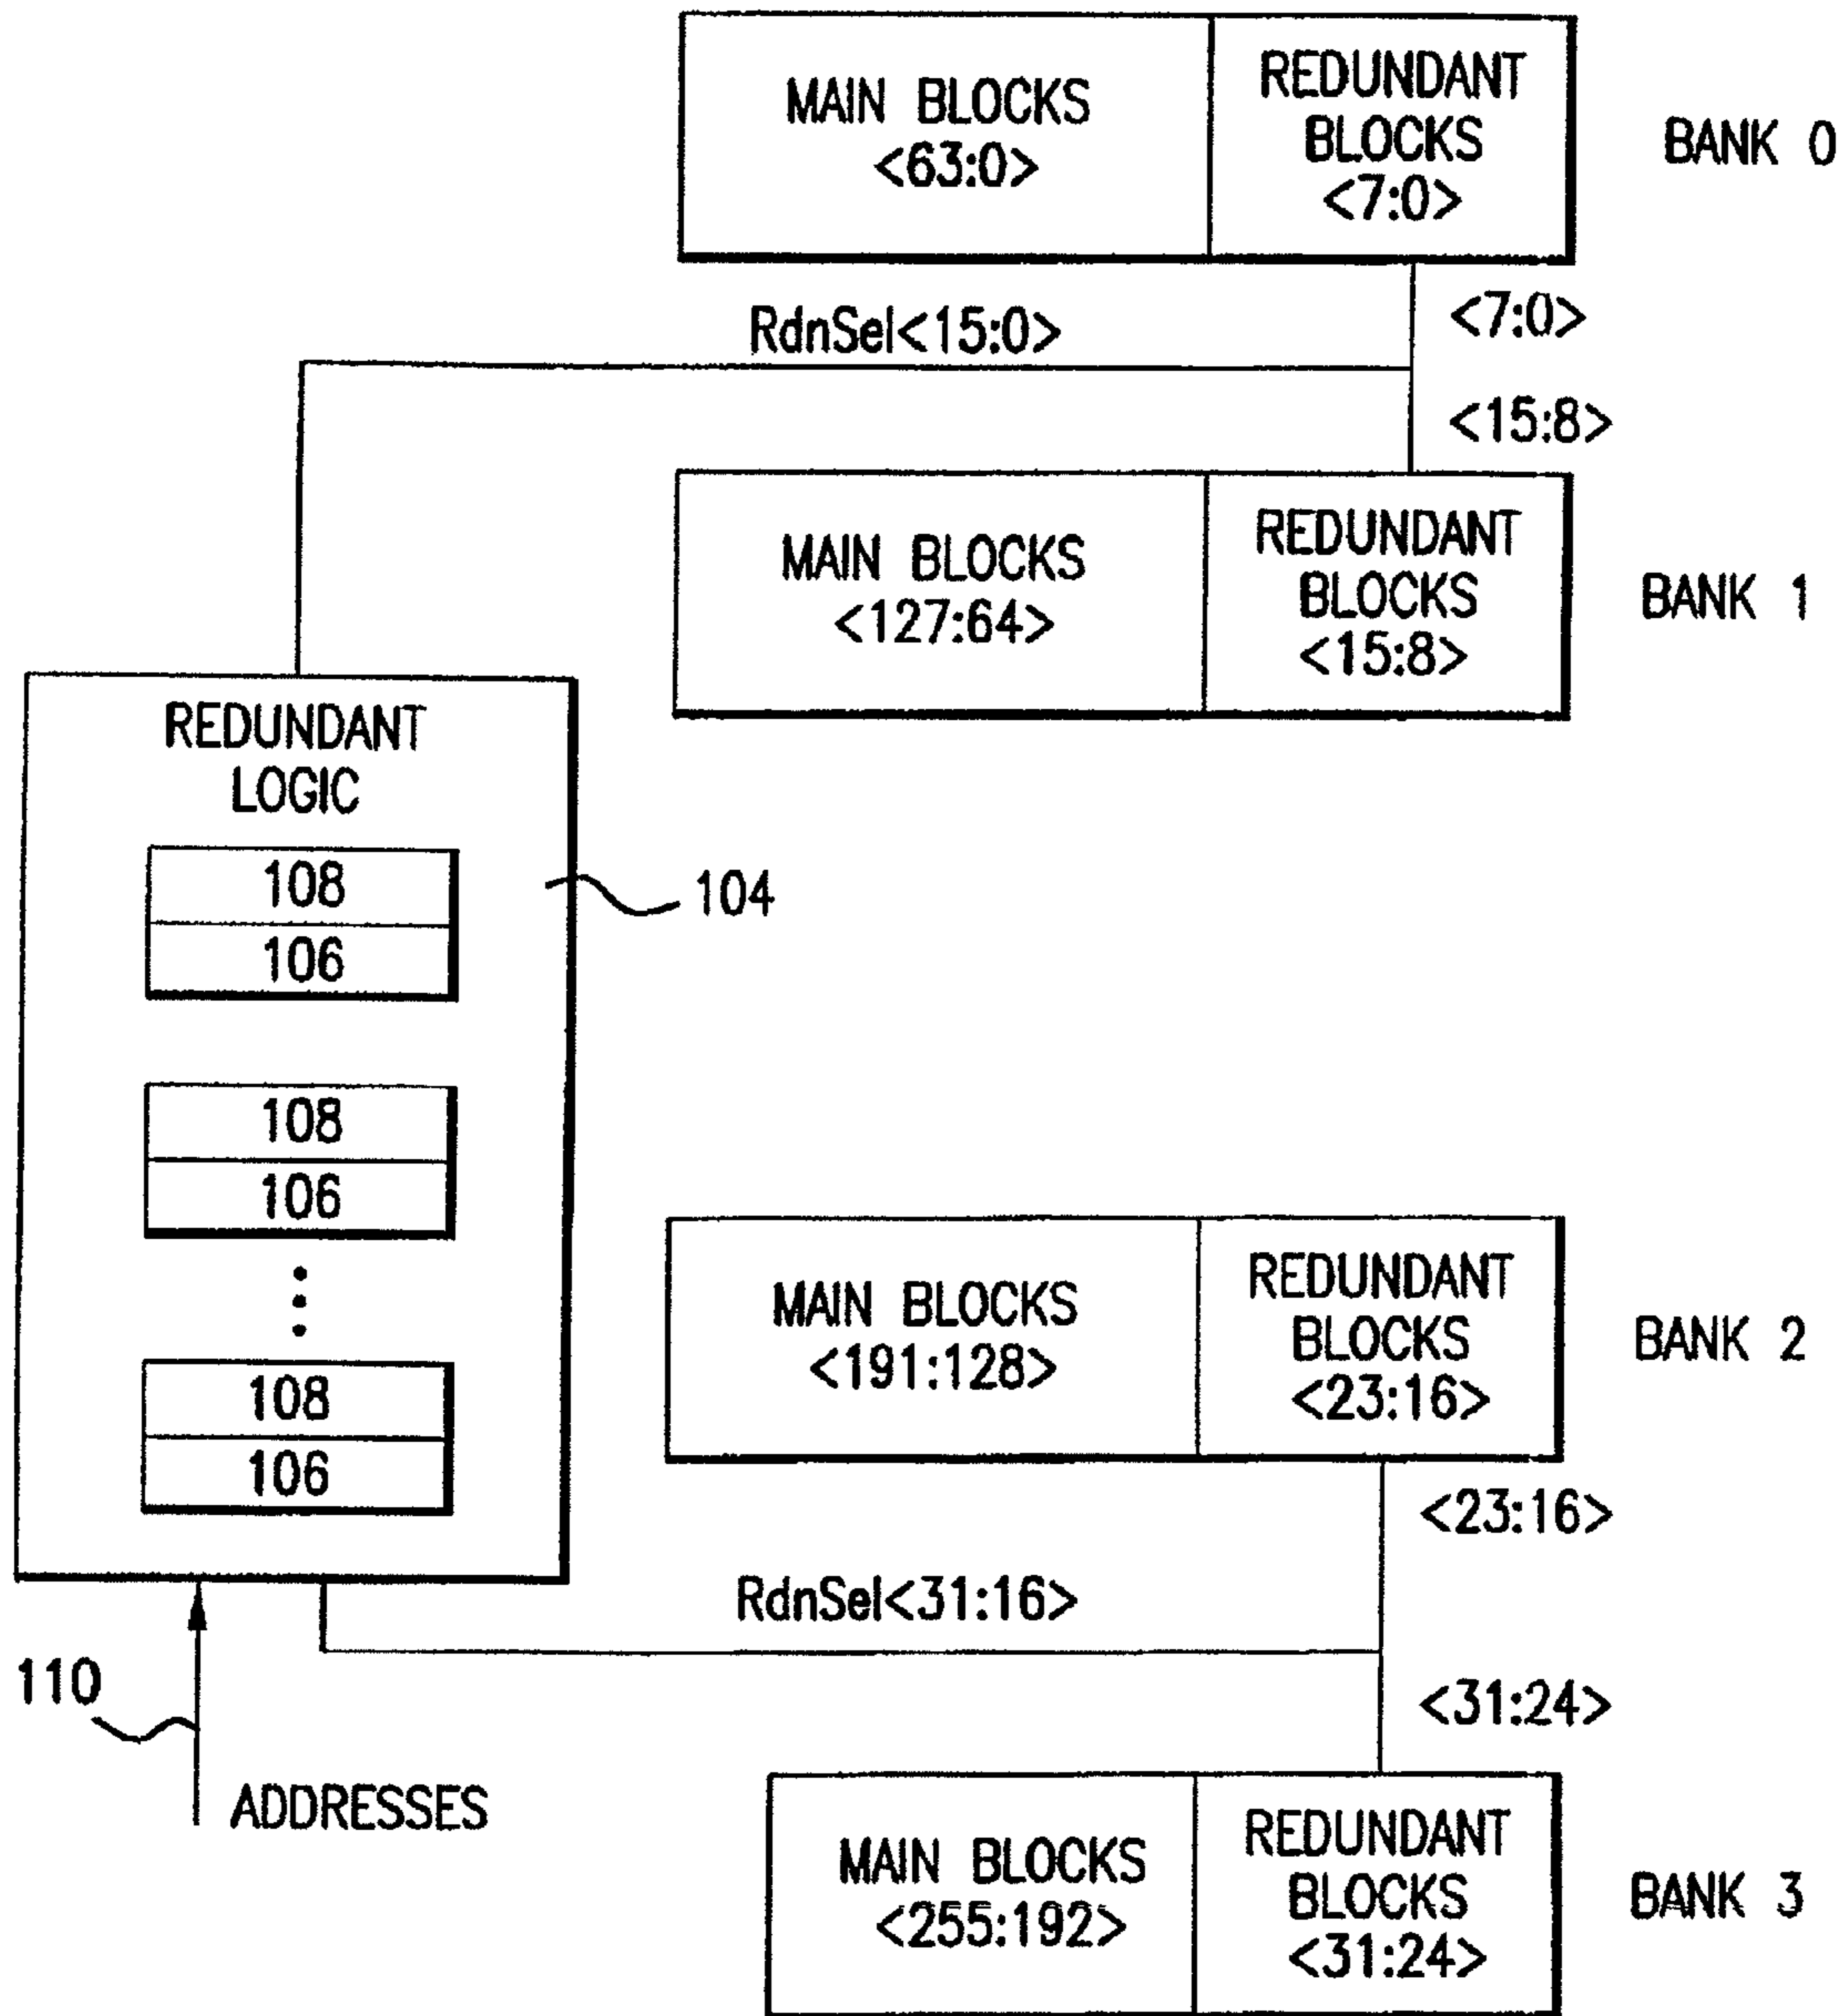 MAIN BLOCKS
<63:0>
REDUNDANT
BLOCKS
<7:0>
BANK 0
RdnSel<15:0>
<7:0>
<15:8>
MAIN BLOCKS
<127:64>
REDUNDANT
BLOCKS
<15:8>
BANK 1
REDUNDANT
LOGIC
108
106
104
108
106
108
106
MAIN BLOCKS
<191:128>
REDUNDANT
BLOCKS
<23:16>
BANK 2
<23:16>
RdnSel<31:16>
<31:24>
110
ADDRESSES
MAIN BLOCKS
<255:192>
REDUNDANT
BLOCKS
<31:24>
BANK 3